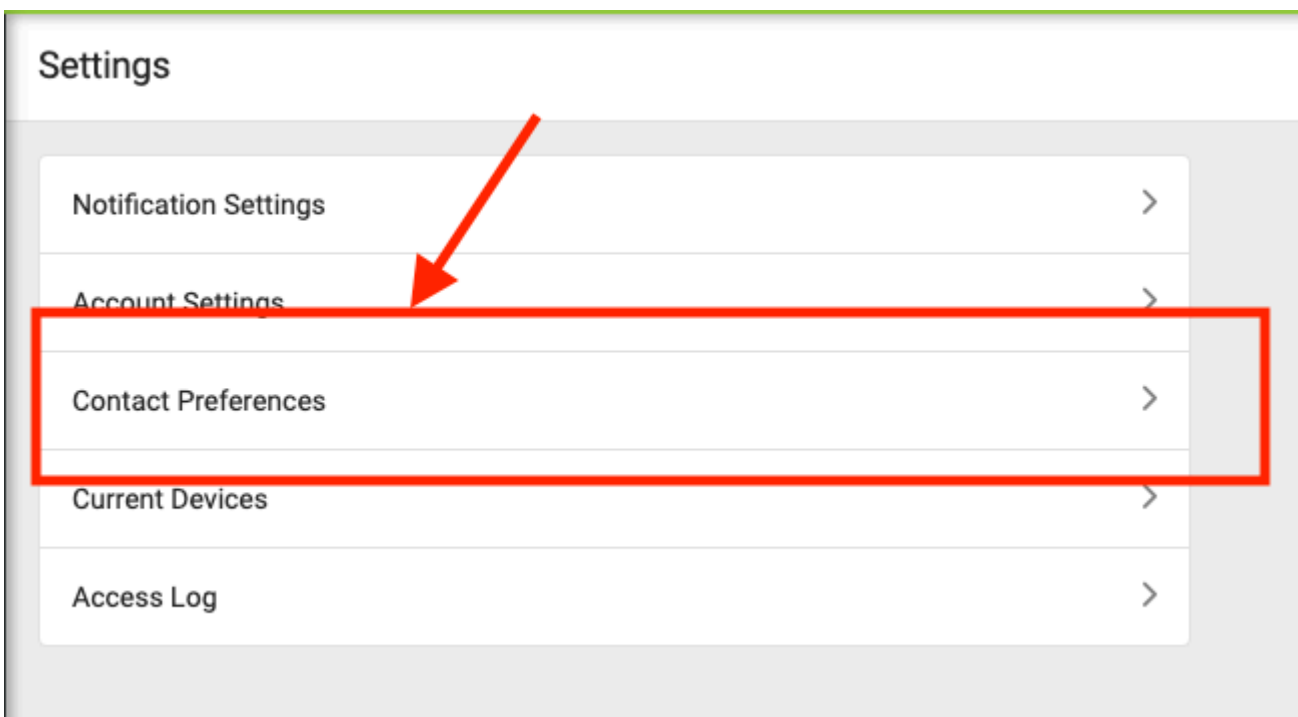 Settings
Notification Settings
Account Settings
Contact Preferences
Current Devices
Access Log